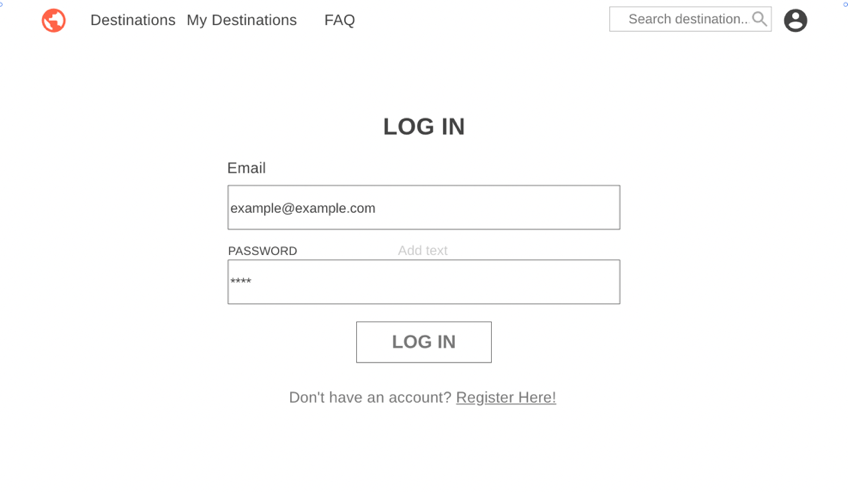 Destinations My Destinations FAQ Search destination..
LOG IN
Email
example@example.com
PASSWORD Add text
****
LOG IN
Don't have an account? Register Here!